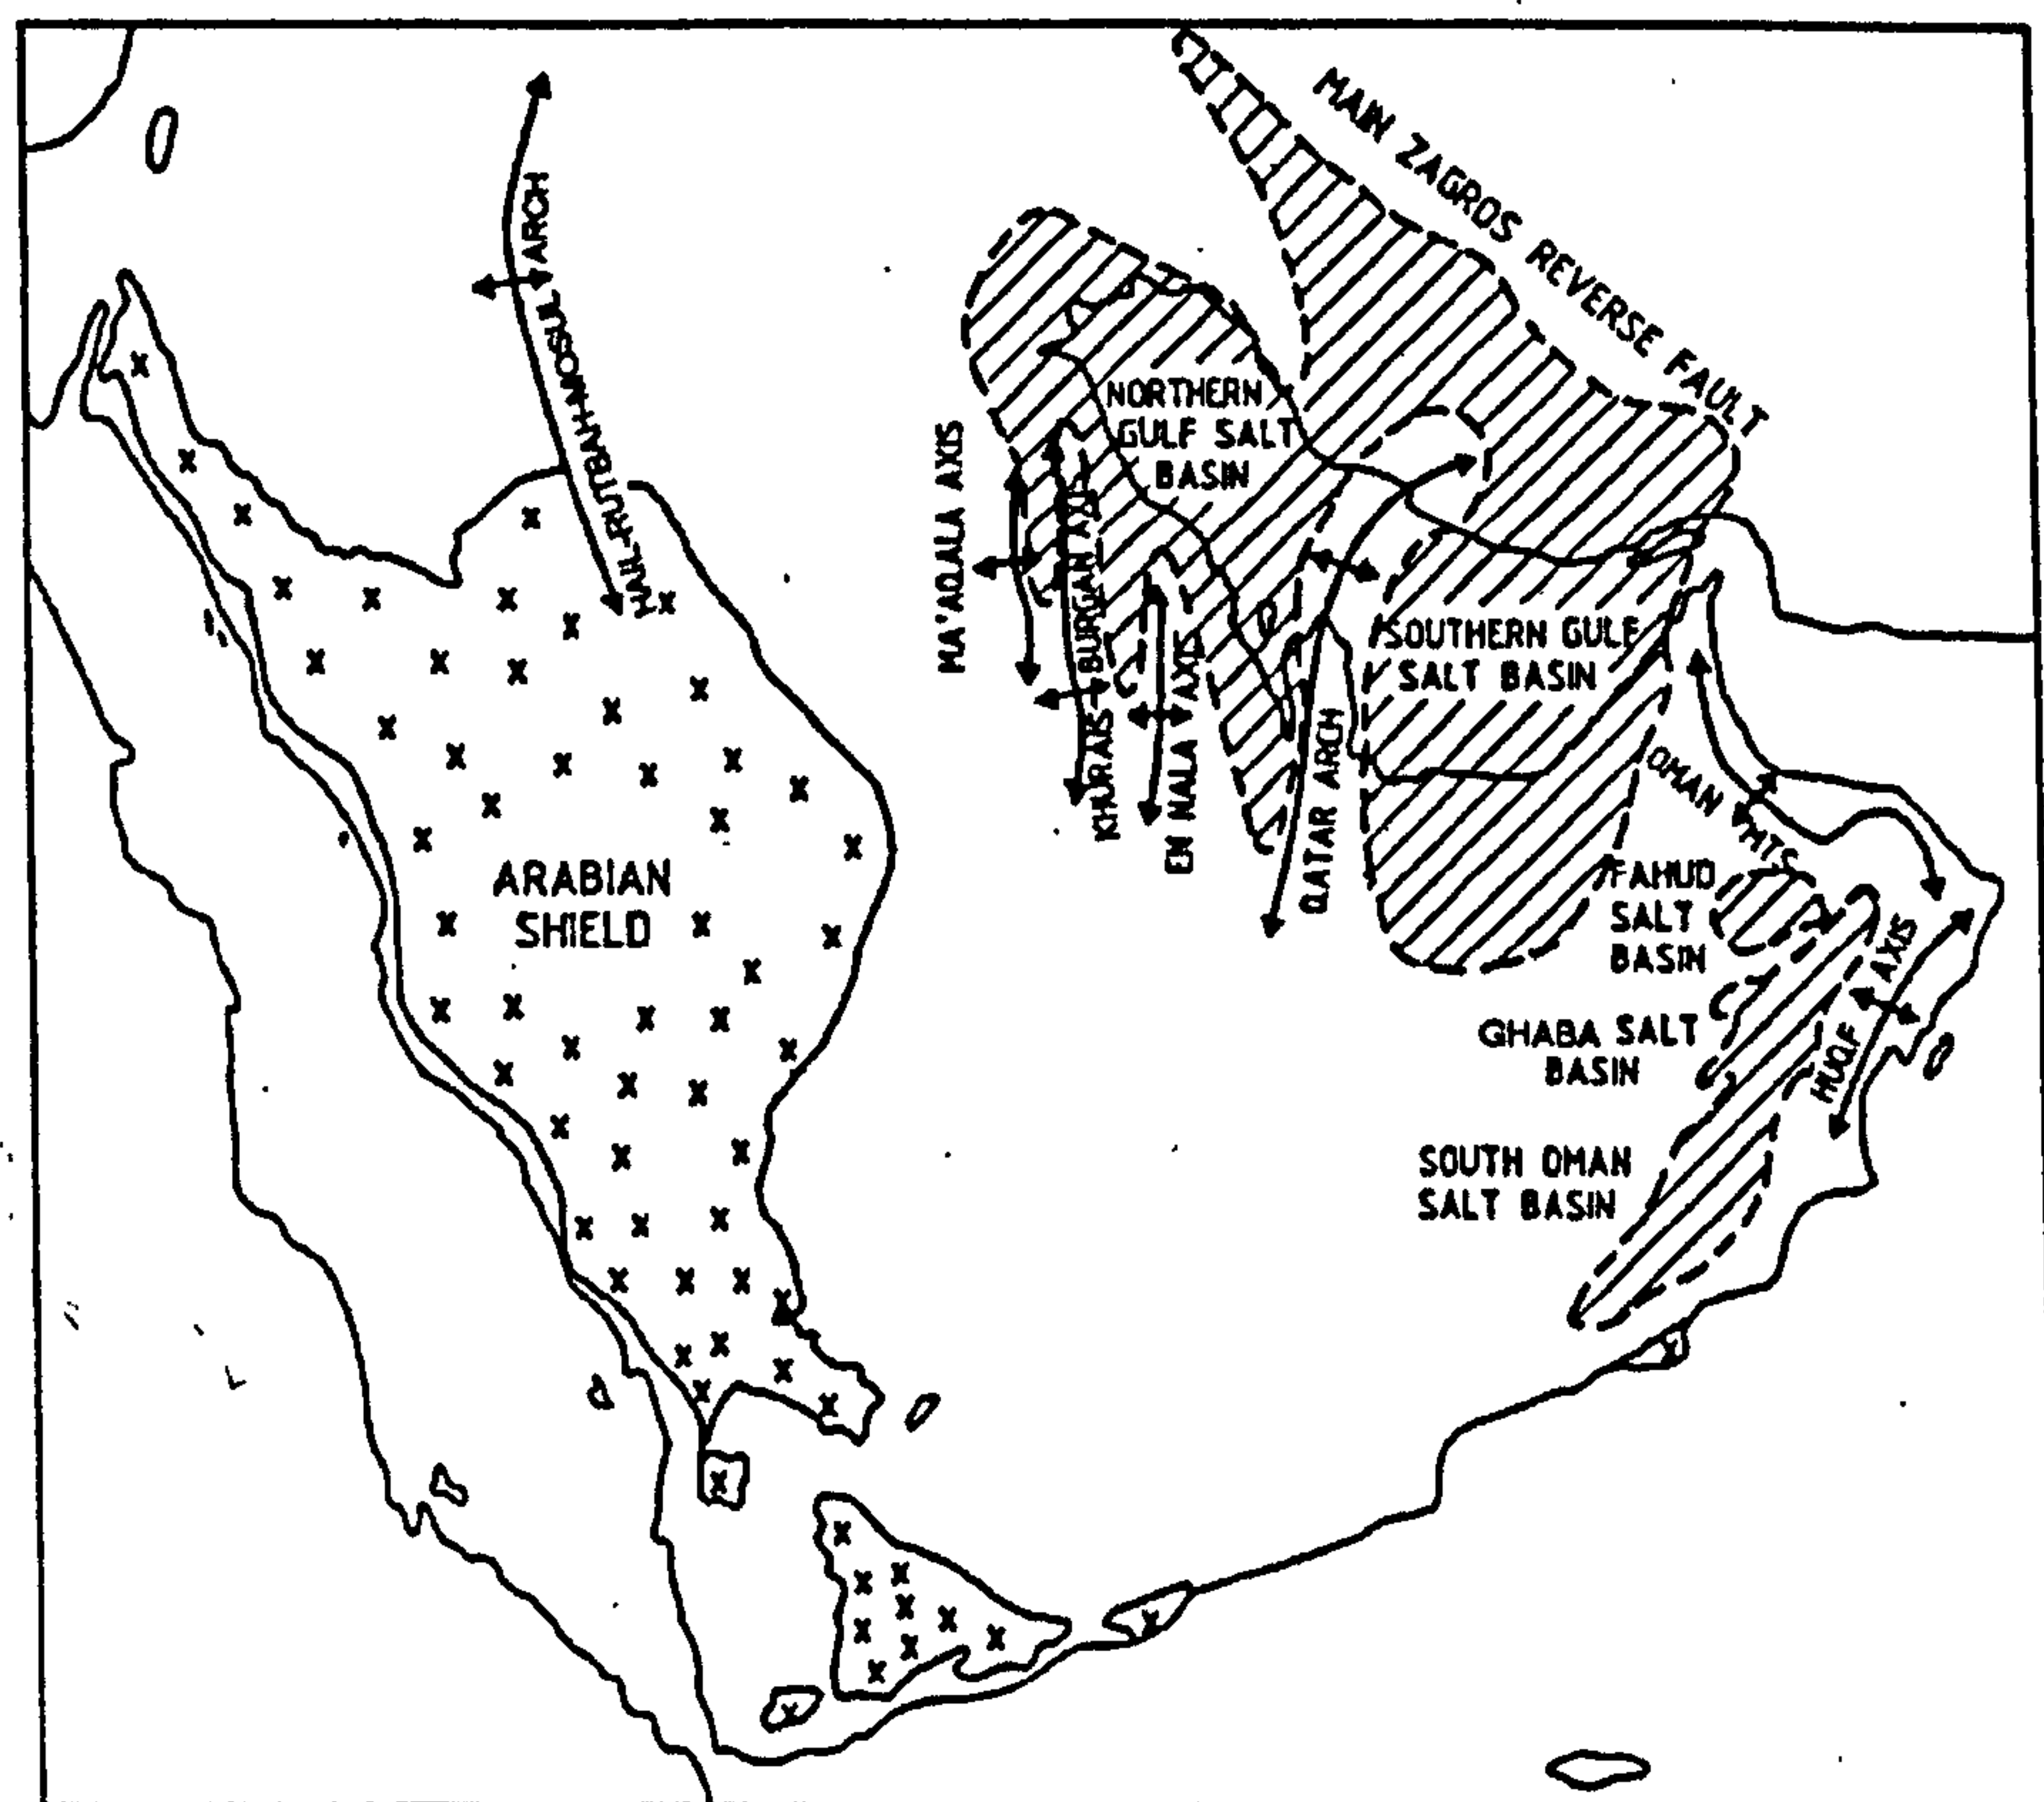 MAIN ZAGROS REVERSE FAULT
HAIL-RUTBAH-MOSUL ARCH
NORTHERN
GULF SALT
BASIN
MA'AQALA AXIS
KHURAIS-BURGAN AXIS
EN NALA AXIS
QATAR ARCH
SOUTHERN GULF
SALT BASIN
OMAN MTS
ARABIAN
SHIELD
FAHUD
SALT
BASIN
GHABA SALT
BASIN
HUQF AXIS
SOUTH OMAN
SALT BASIN